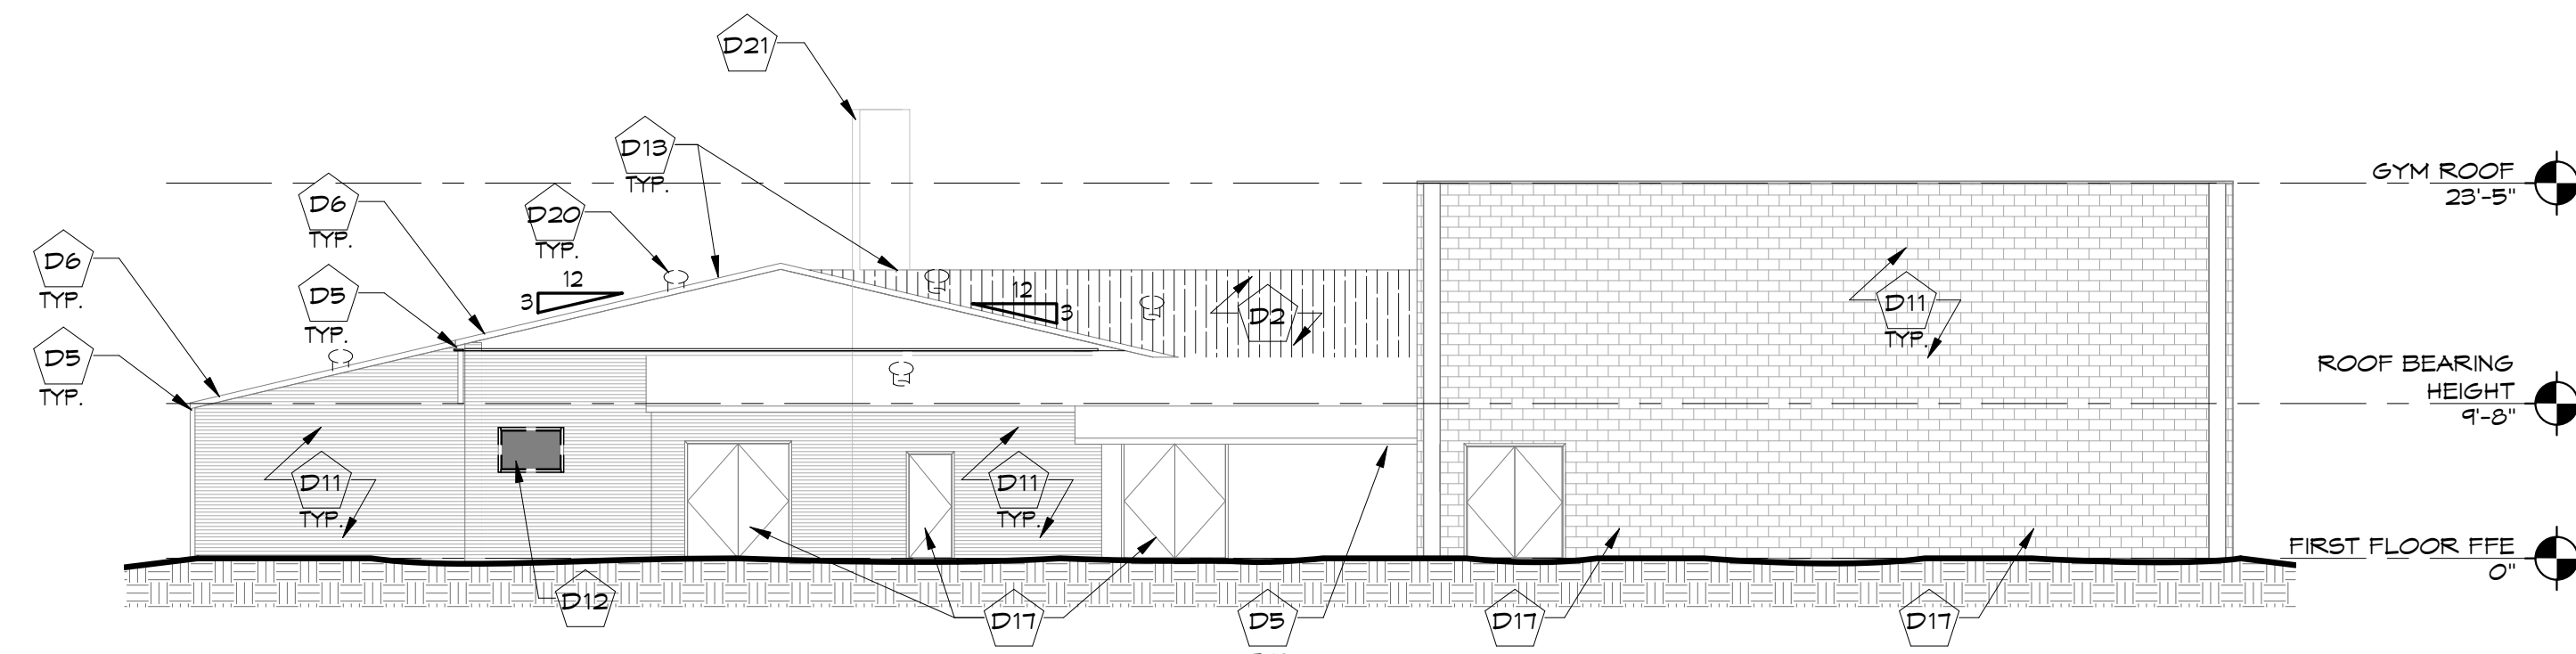 D21
D13
TYP.
GYM ROOF
23'-5"
D6
TYP.
D20
TYP.
D6
TYP.
D5
TYP.
12
3
12
3
D2
D11
TYP.
D5
TYP.
ROOF BEARING
HEIGHT
9'-8"
D11
TYP.
D11
TYP.
FIRST FLOOR FFE
0"
D12
D17
D5
D17
D17